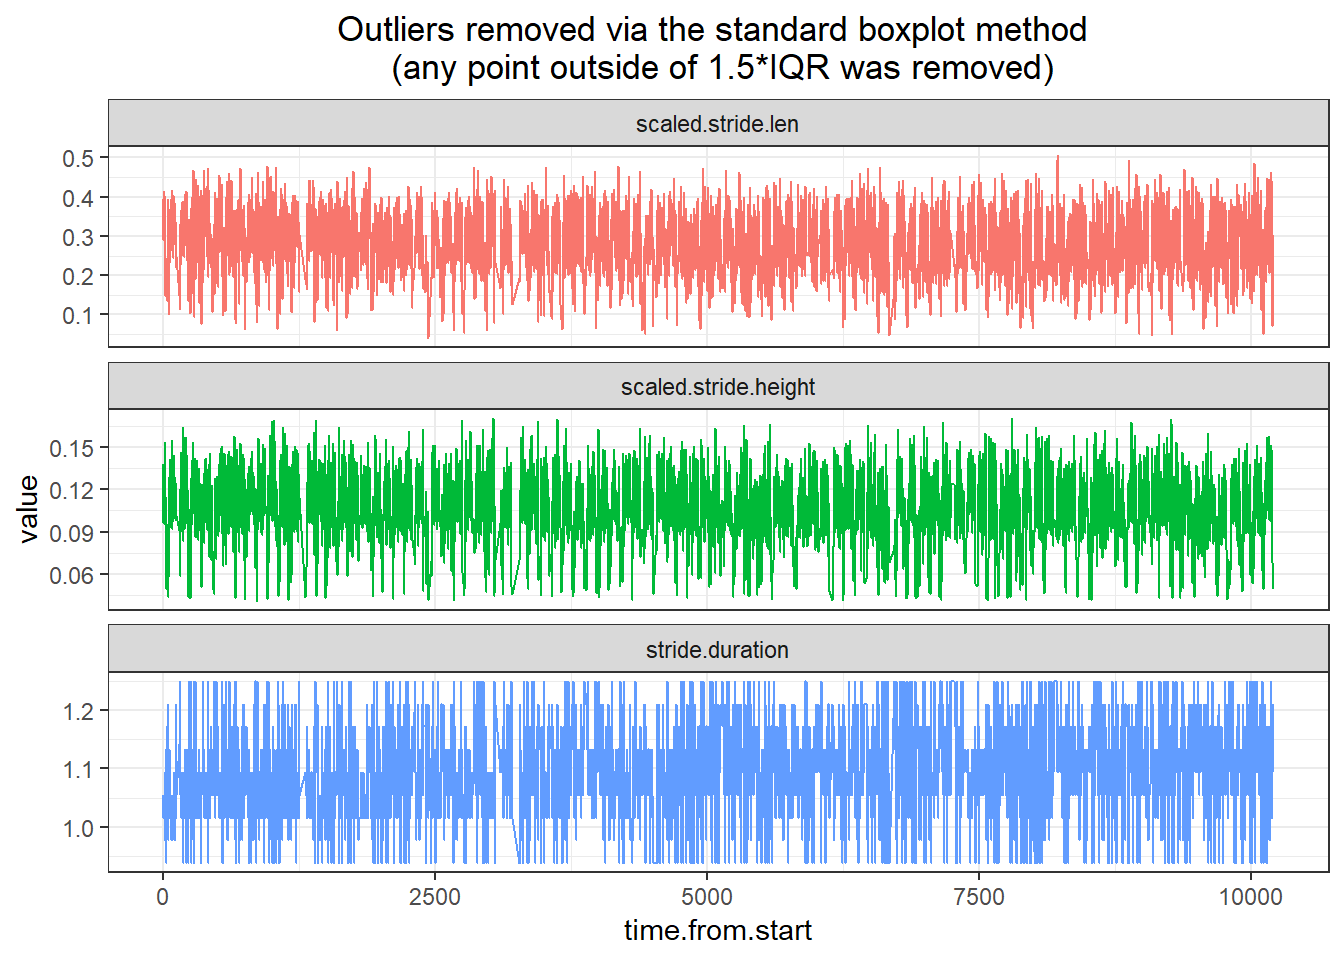 Outliers removed via the standard boxplot method
(any point outside of 1.5*IQR was removed)
scaled.stride.len
0.5
0.4
0.3
0.2
0.1
scaled.stride.height
0.15
0.12
0.09
0.06
value
stride.duration
1.2
1.1
1.0
0 2500 5000 7500 10000
time.from.start